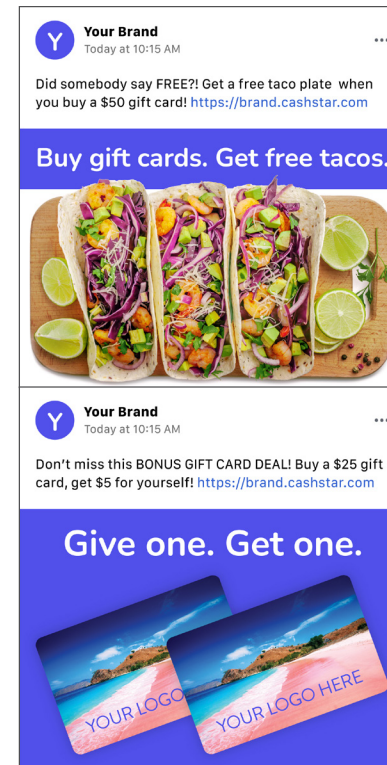 Y
Your Brand
Today at 10:15 AM
Did somebody say FREE?! Get a free taco plate when
you buy a $50 gift card! https://brand.cashstar.com
Buy gift cards. Get free tacos.
Y
Your Brand
Today at 10:15 AM
Don't miss this BONUS GIFT CARD DEAL! Buy a $25 gift
card, get $5 for yourself! https://brand.cashstar.com
Give one. Get one.
YOUR LOGO
YOUR LOGO HERE